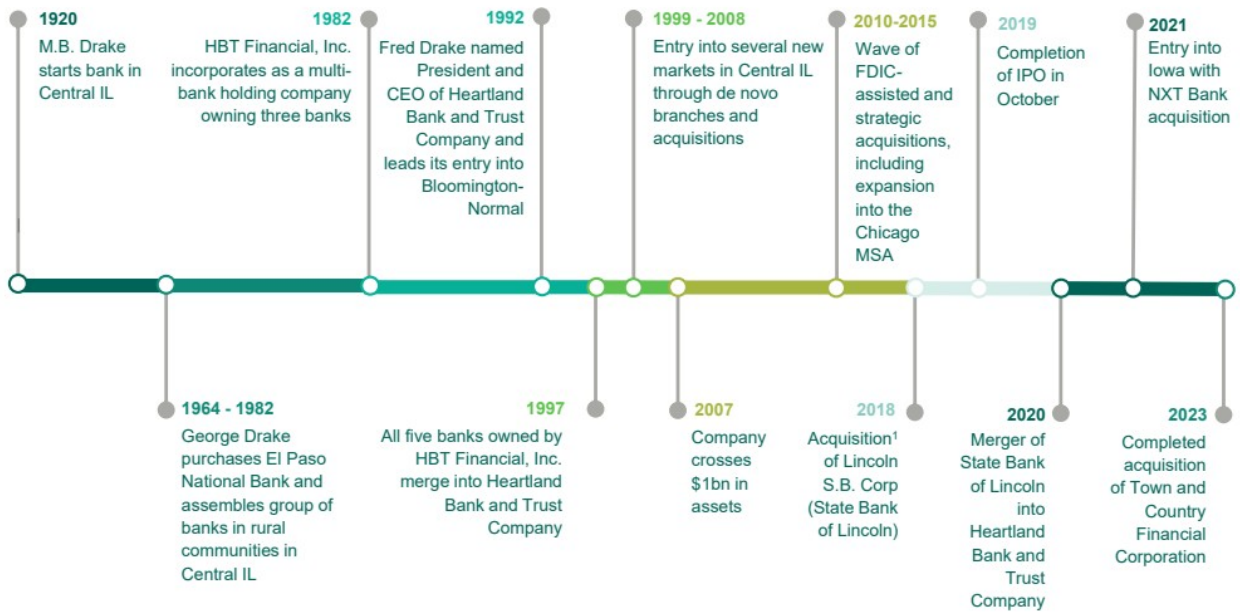 1920
M.B. Drake
starts bank in
Central IL
1982
HBT Financial, Inc.
incorporates as a multi-
bank holding company
owning three banks
1992
Fred Drake named
President and
CEO of Heartland
Bank and Trust
Company and
leads its entry into
Bloomington-
Normal
1999 - 2008
Entry into several new
markets in Central IL
through de novo
branches and
acquisitions
2010-2015
Wave of
FDIC-
assisted and
strategic
acquisitions,
including
expansion
into the
Chicago
MSA
2019
Completion
of IPO in
October
2021
Entry into
Iowa with
NXT Bank
acquisition
1964 - 1982
George Drake
purchases El Paso
National Bank and
assembles group of
banks in rural
communities in
Central IL
1997
All five banks owned by
HBT Financial, Inc.
merge into Heartland
Bank and Trust
Company
2007
Company
crosses
$1bn in
assets
2018
Acquisition¹
of Lincoln
S.B. Corp
(State Bank
of Lincoln)
2020
Merger of
State Bank
of Lincoln
into
Heartland
Bank and
Trust
Company
2023
Completed
acquisition
of Town and
Country
Financial
Corporation